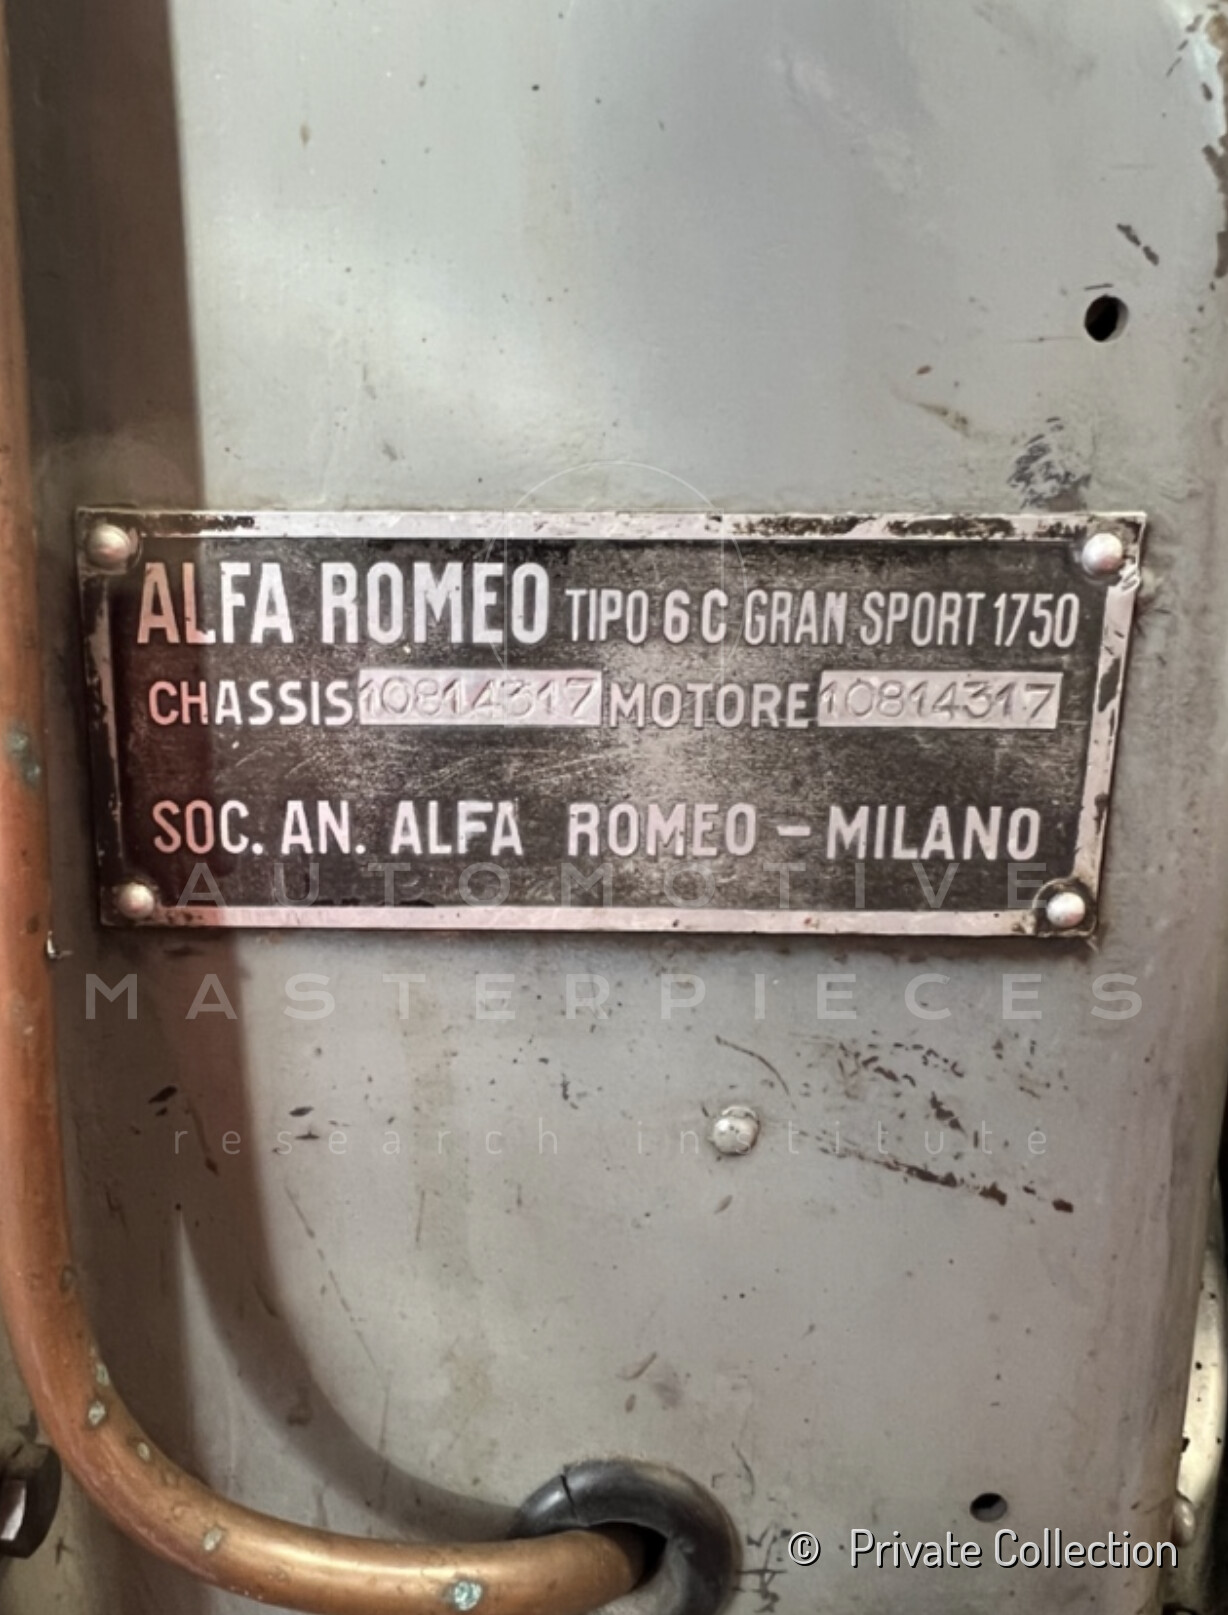 ALFA ROMEO TIPO 6C GRAN SPORT 1750
CHASSIS 10814317 MOTORE 10814317
SOC. AN. ALFA ROMEO – MILANO
AUTOMOTIVE
MASTERPIECES
research institute
© Private Collection